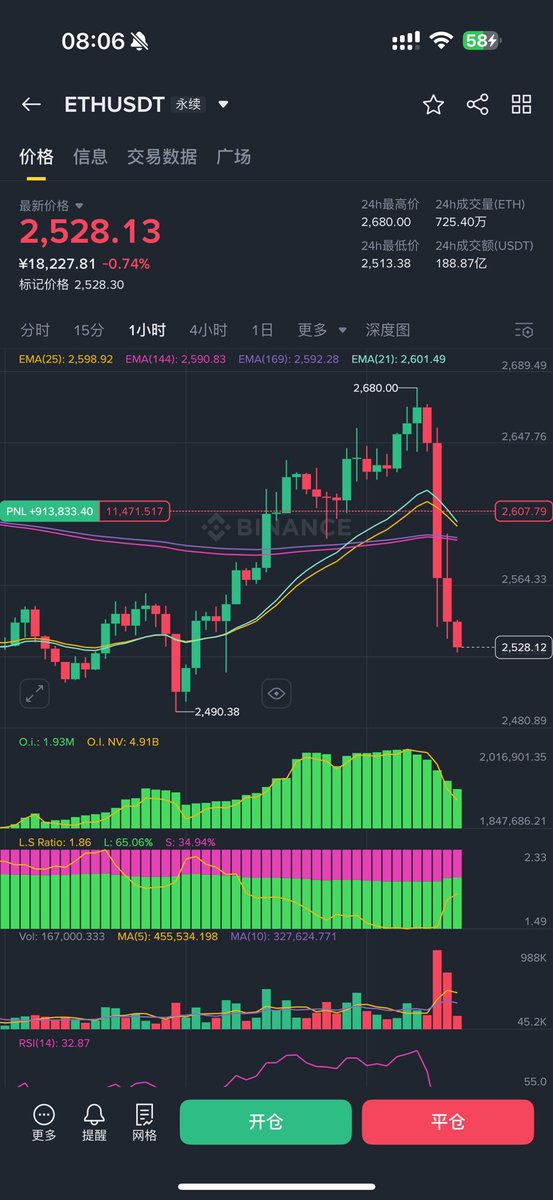 08:06 58
ETHUSDT 永续
价格 信息 交易数据 广场
最新价格 24h最高价 24h成交量(ETH)
2,528.13 2,680.00 725.40万
24h最低价 24h成交额(USDT)
¥18,227.81 -0.74% 2,513.38 188.87亿
标记价格 2,528.30
分时 15分 1小时 4小时 1日 更多 深度图
EMA(25): 2,598.92 EMA(144): 2,590.83 EMA(169): 2,592.28 EMA(21): 2,601.49
2,689.49
2,680.00
2,647.76
PNL +913,833.40 11,471.517 2,607.79
BINANCE
2,564.33
2,528.12
2,490.38
2,480.89
O.i.: 1.93M O.I. NV: 4.91B
2,016,901.35
1,847,686.21
L.S Ratio: 1.86 L: 65.06% S: 34.94%
2.33
1.49
Vol: 167,000.333 MA(5): 455,534.198 MA(10): 327,624.771
988K
45.2K
RSI(14): 32.87
55.0
更多 提醒 网格 开仓 平仓